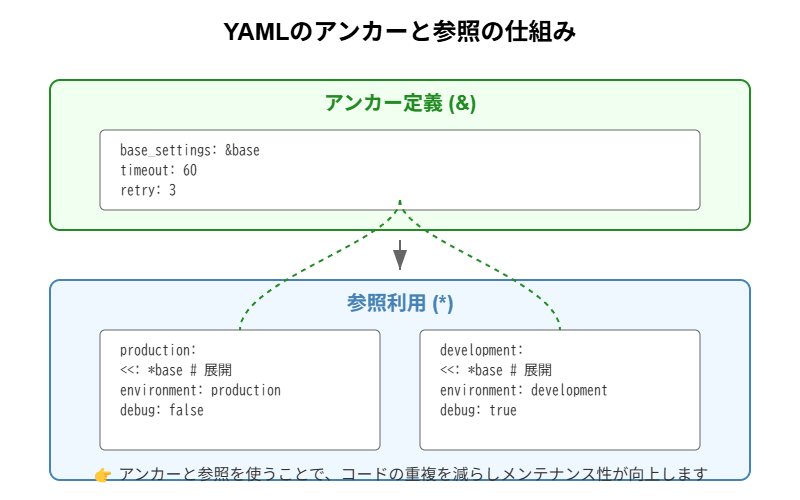 YAMLのアンカーと参照の仕組み
アンカー定義 (&)
base_settings: &base
timeout: 60
retry: 3
参照利用 (*)
production:
<<: *base # 展開
environment: production
debug: false
development:
<<: *base # 展開
environment: development
debug: true
👉 アンカーと参照を使うことで、コードの重複を減らしメンテナンス性が向上します